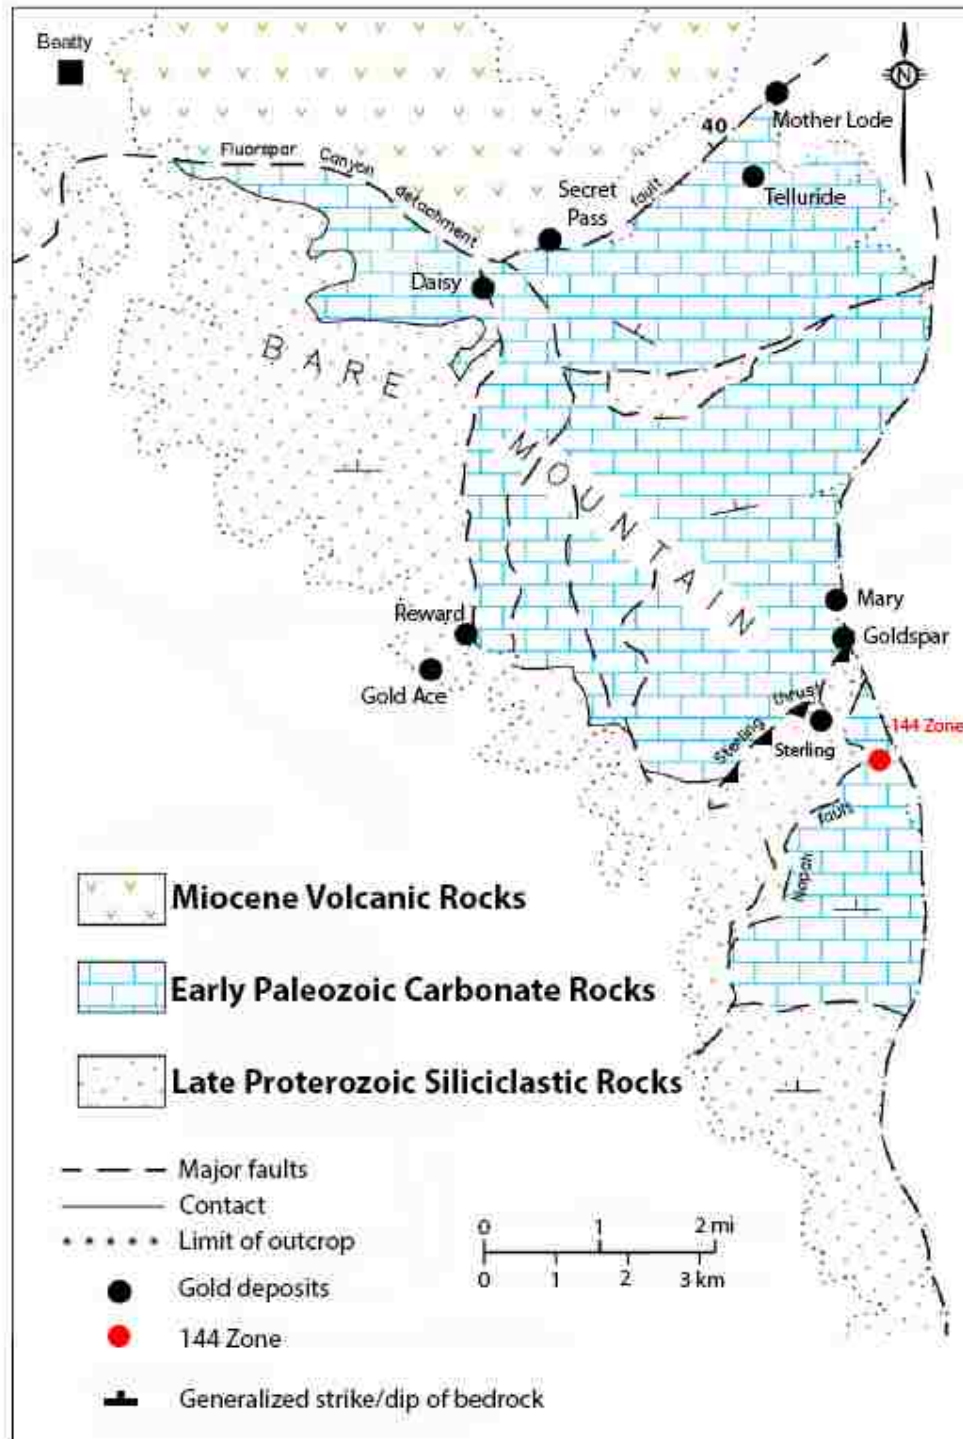 Beatty
N
Mother Lode
40
Fluorspar Canyon detachment
Secret
Pass
fault
Telluride
Daisy
BARE
MOUNTAIN
Reward
Mary
Goldspar
Gold Ace
Sterling thrust
144 Zone
Sterling
Napah fault
Miocene Volcanic Rocks
Early Paleozoic Carbonate Rocks
Late Proterozoic Siliciclastic Rocks
Major faults
Contact
Limit of outcrop
0 1 2 mi
0 1 2 3 km
Gold deposits
144 Zone
Generalized strike/dip of bedrock